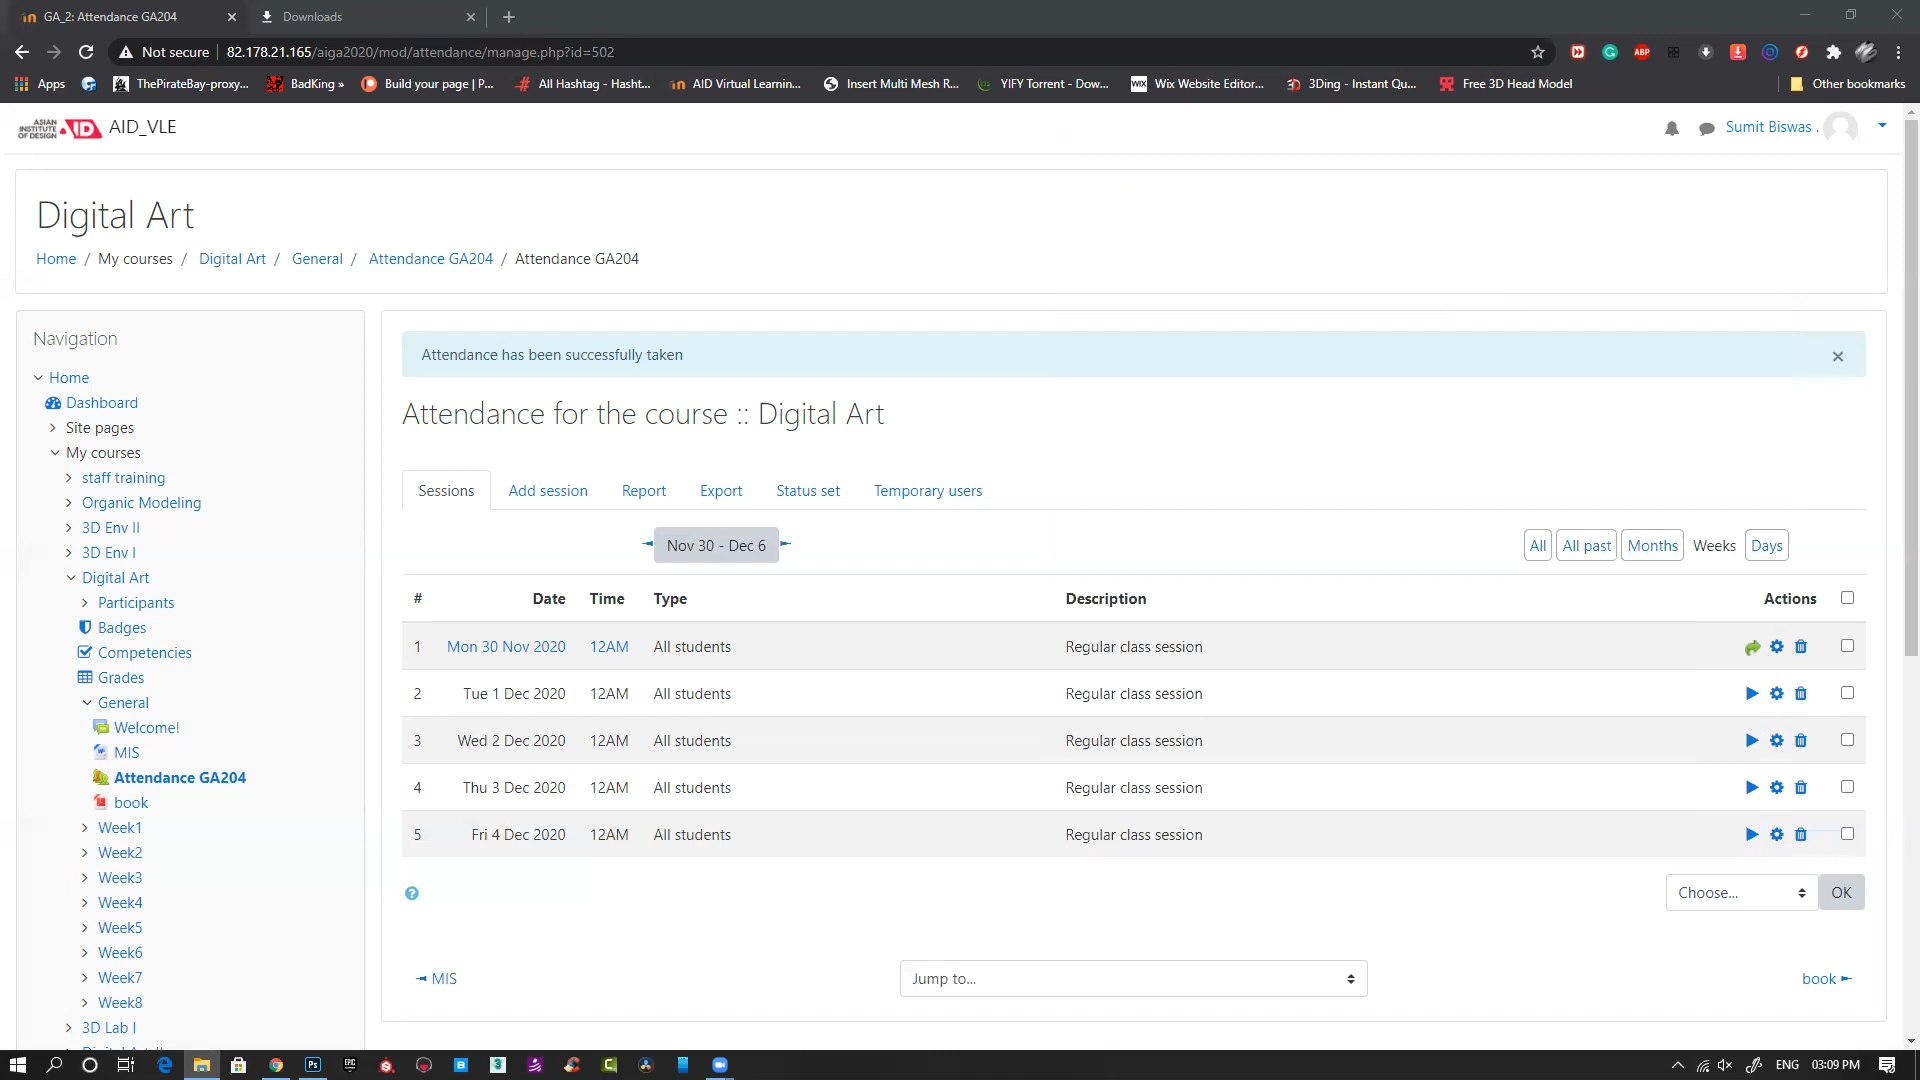 GA_2: Attendance GA204
Downloads
Not secure
82.178.21.165/aiga2020/mod/attendance/manage.php?id=502
ABP
Apps
ThePirateBay-proxy...
BadKing »
Build your page | P...
All Hashtag - Hasht...
AID Virtual Learnin...
Insert Multi Mesh R...
YIFY Torrent - Dow...
WIX
Wix Website Editor...
3Ding - Instant Qu...
Free 3D Head Model
Other bookmarks
ASIAN INSTITUTE OF DESIGN
AID
AID_VLE
Sumit Biswas .
Digital Art
Home / My courses / Digital Art / General / Attendance GA204 / Attendance GA204
Navigation
Home
Dashboard
Site pages
My courses
staff training
Organic Modeling
3D Env II
3D Env I
Digital Art
Participants
Badges
Competencies
Grades
General
Welcome!
MIS
Attendance GA204
book
Week1
Week2
Week3
Week4
Week5
Week6
Week7
Week8
3D Lab I
Attendance has been successfully taken
×
Attendance for the course :: Digital Art
Sessions
Add session
Report
Export
Status set
Temporary users
◄ Nov 30 - Dec 6 ►
All
All past
Months
Weeks
Days
# Date Time Type Description Actions
1 Mon 30 Nov 2020 12AM All students Regular class session
2 Tue 1 Dec 2020 12AM All students Regular class session
3 Wed 2 Dec 2020 12AM All students Regular class session
4 Thu 3 Dec 2020 12AM All students Regular class session
5 Fri 4 Dec 2020 12AM All students Regular class session
Choose...
OK
◄ MIS
Jump to...
book ►
Ps
EPIC
ENG
03:09 PM